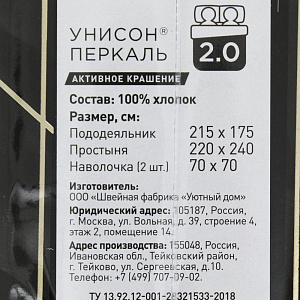 УНИСОН®
ПЕРКАЛЬ
2.0
АКТИВНОЕ КРАШЕНИЕ
Состав: 100% хлопок
Размер, см:
Пододеяльник 215 x 175
Простыня 220 x 240
Наволочка (2 шт.) 70 x 70
Изготовитель:
ООО «Швейная фабрика «Уютный дом»
Юридический адрес: 105187, Россия,
г. Москва, ул. Вольная, д. 39, строение 4,
этаж 2, помещение 14.
Адрес производства: 155048, Россия,
Ивановская обл., Тейковский район,
г. Тейково, ул. Сергеевская, д. 10.
Телефон: +7 (499) 707-09-02.
ТУ 13.92.12-001-26321533-2018